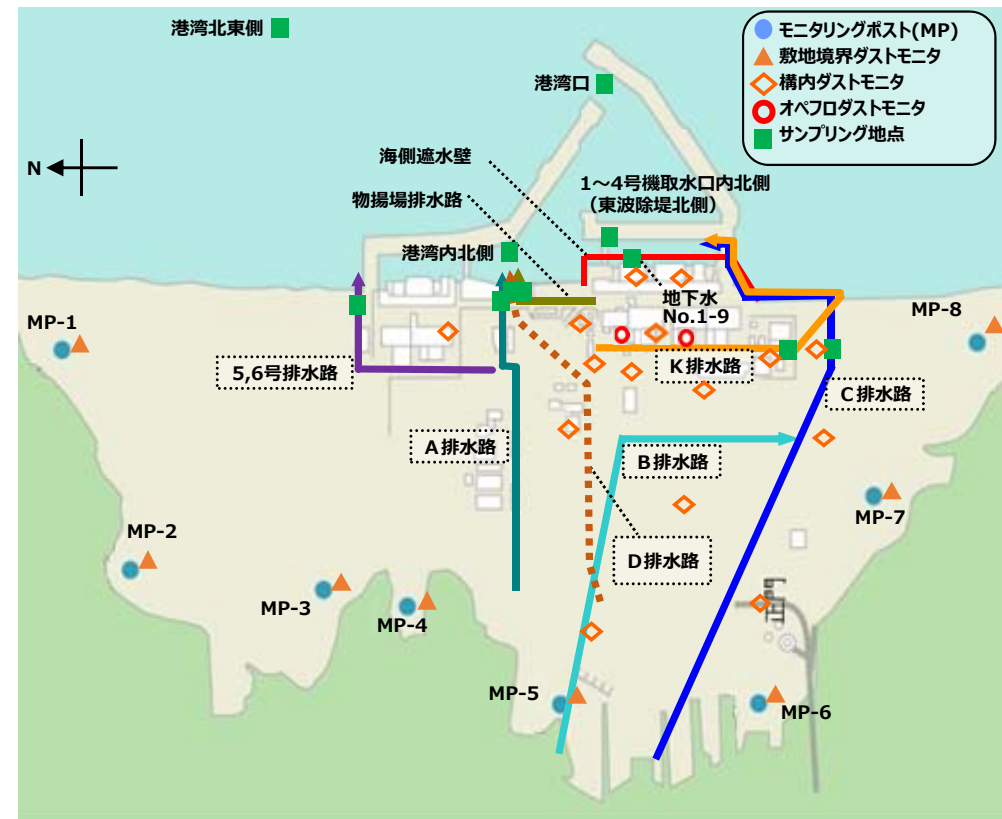 港湾北東側
モニタリングポスト(MP)
敷地境界ダストモニタ
構内ダストモニタ
オペフロダストモニタ
サンプリング地点
港湾口
N
海側遮水壁
物揚場排水路
1～4号機取水口内北側
（東波除堤北側）
港湾内北側
地下水
No.1-9
MP-1
MP-8
5,6号排水路
K排水路
C排水路
A排水路
B排水路
MP-7
MP-2
D排水路
MP-3
MP-4
正門
MP-5
MP-6